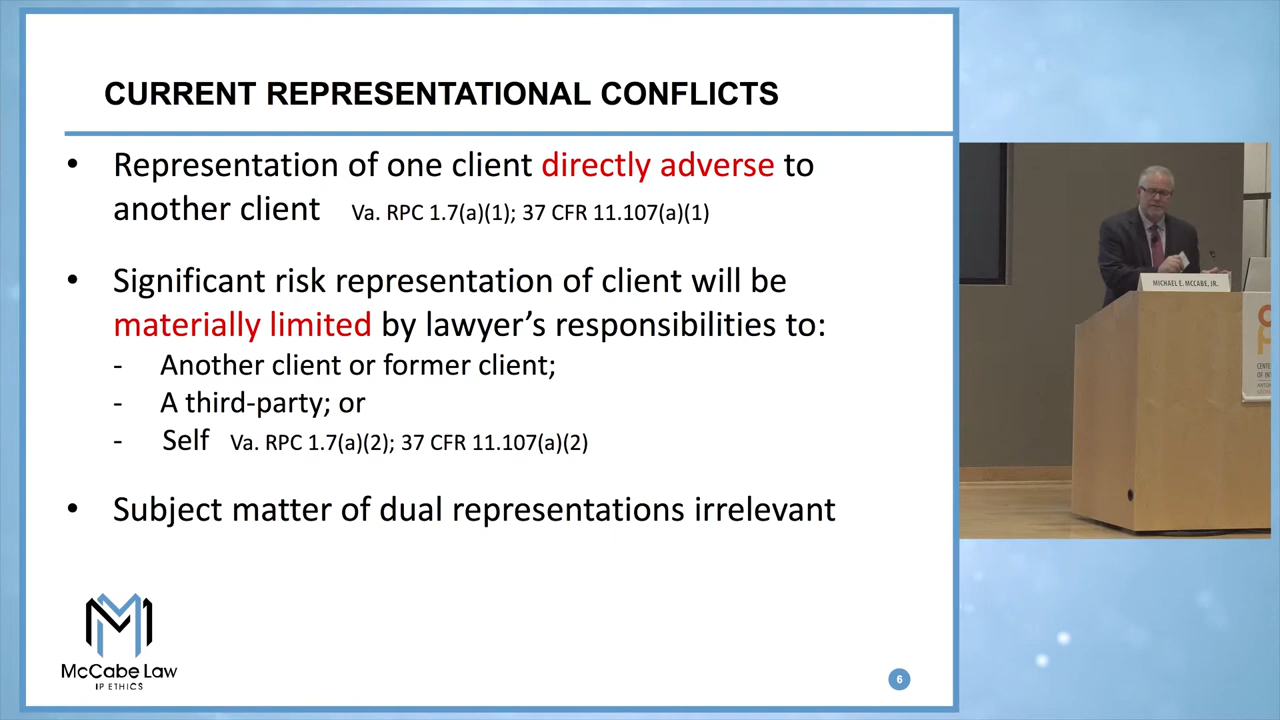 CURRENT REPRESENTATIONAL CONFLICTS
• Representation of one client directly adverse to
another client Va. RPC 1.7(a)(1); 37 CFR 11.107(a)(1)
• Significant risk representation of client will be
materially limited by lawyer’s responsibilities to:
- Another client or former client;
- A third-party; or
- Self Va. RPC 1.7(a)(2); 37 CFR 11.107(a)(2)
• Subject matter of dual representations irrelevant
McCabe Law
IP ETHICS
6
MICHAEL E. MCCABE, JR.